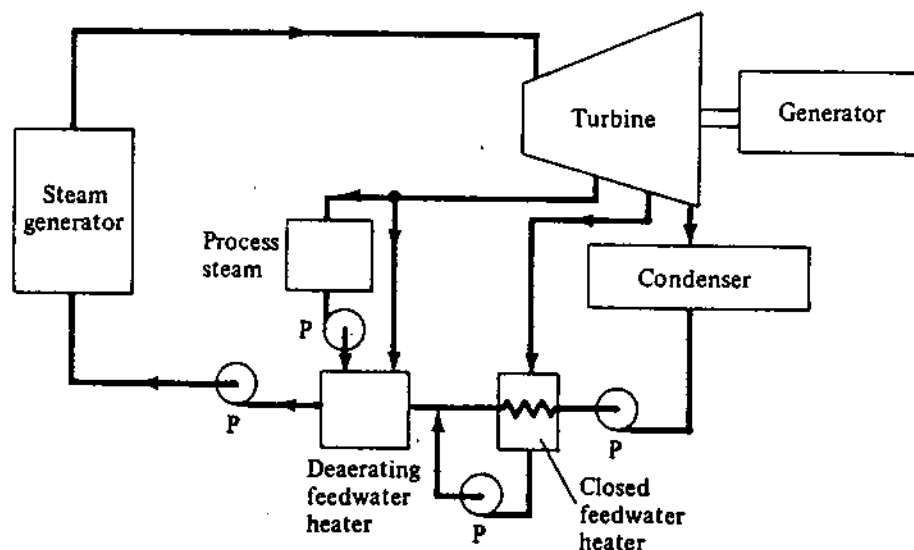 Turbine
Generator
Steam
generator
Process
steam
Condenser
P
P
P
P
Deaerating
feedwater
heater
Closed
feedwater
heater